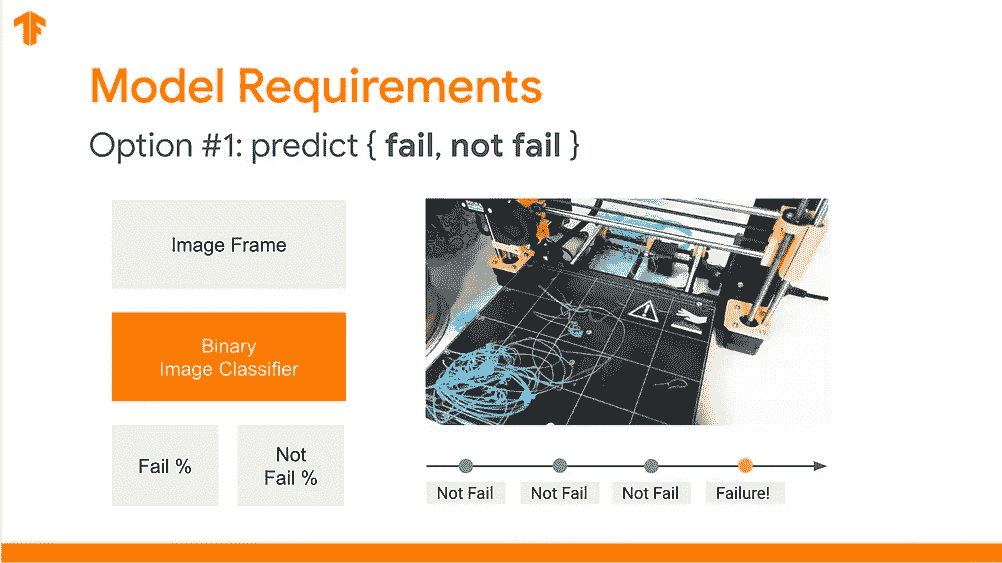 Model Requirements
Option #1: predict { fail, not fail }
Image Frame
Binary
Image Classifier
Fail %
Not
Fail %
Not Fail
Not Fail
Not Fail
Failure!